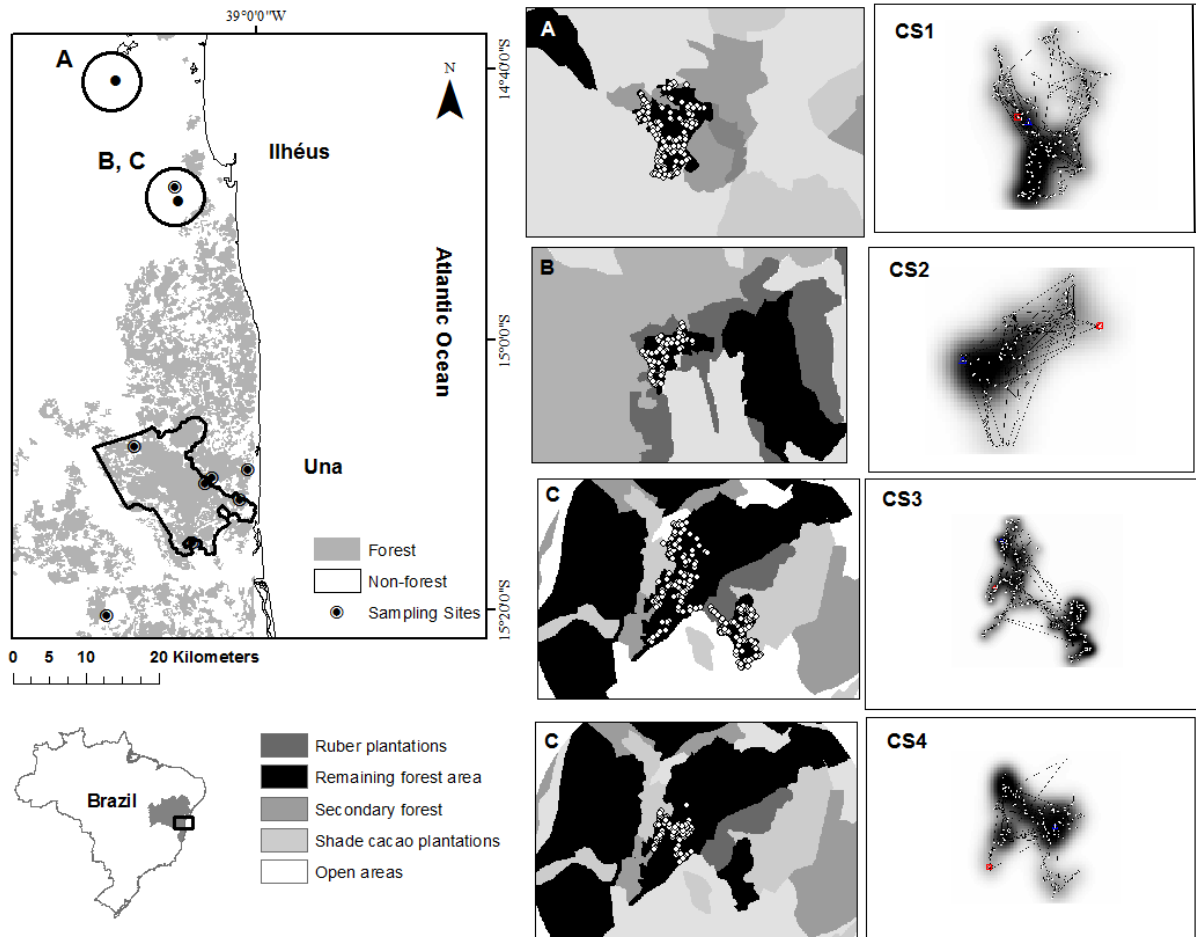 39°0'0"W
A
N
14°40'0"S
Ilhéus
B, C
Atlantic Ocean
15°0'0"S
Una
Forest
Non-forest
Sampling Sites
15°20'0"S
0 5 10 20 Kilometers
Brazil
Ruber plantations
Remaining forest area
Secondary forest
Shade cacao plantations
Open areas
A
CS1
B
CS2
C
CS3
C
CS4